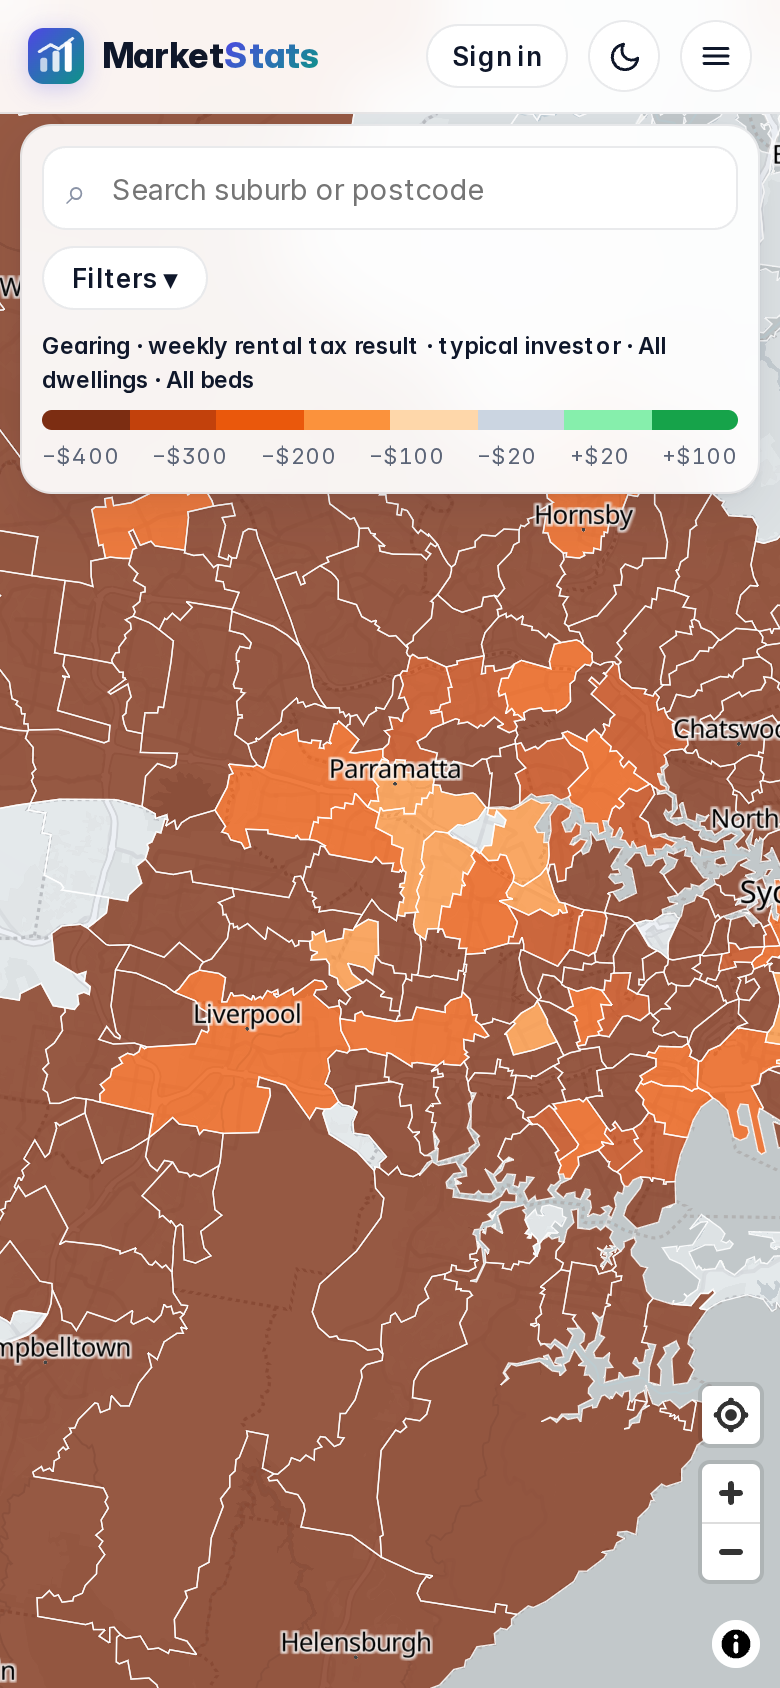 MarketStats
Sign in
Search suburb or postcode
Filters ▾
Gearing · weekly rental tax result · typical investor · All
dwellings · All beds
−$400 −$300 −$200 −$100 −$20 +$20 +$100
Hornsby
Chatswoo
Parramatta
North
Syd
Liverpool
mpbelltown
Helensburgh